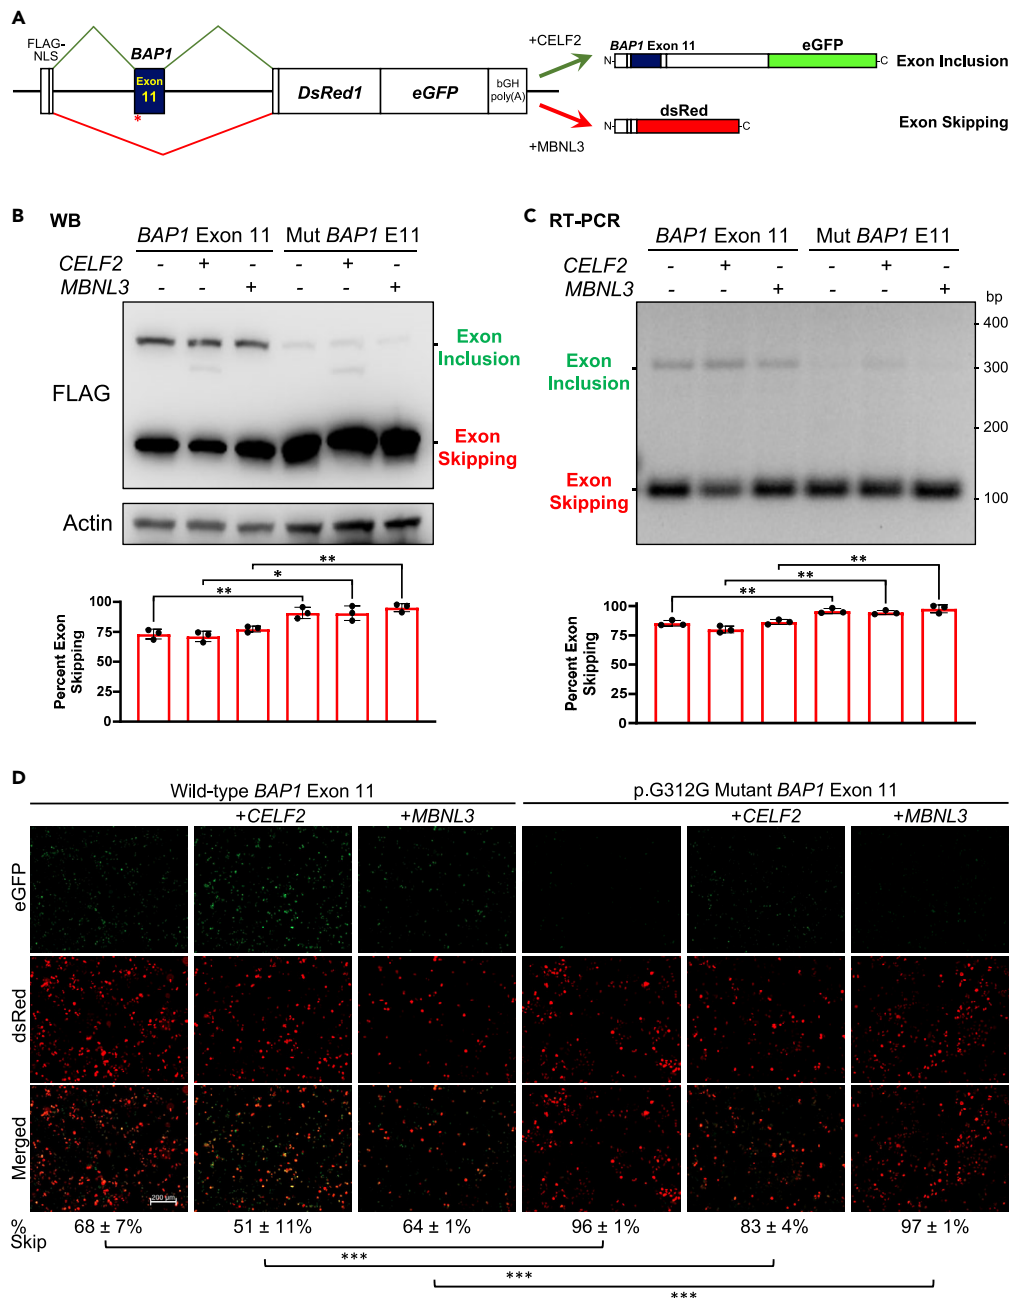 A
FLAG-
NLS
BAP1
Exon
11
*
DsRed1
eGFP
bGH
poly(A)
+CELF2
+MBNL3
BAP1 Exon 11
eGFP
N-
-C
Exon Inclusion
dsRed
N-
-C
Exon Skipping
B
WB
BAP1 Exon 11
Mut BAP1 E11
CELF2 - + - - + -
MBNL3 - - + - - +
FLAG
Exon
Inclusion
Exon
Skipping
Actin
**
*
**
Percent Exon
Skipping
100
75
50
25
0
C
RT-PCR
BAP1 Exon 11
Mut BAP1 E11
CELF2 - + - - + -
MBNL3 - - + - - +
bp
400
300
200
100
Exon
Inclusion
Exon
Skipping
**
**
**
Percent Exon
Skipping
100
75
50
25
0
D
Wild-type BAP1 Exon 11
p.G312G Mutant BAP1 Exon 11
+CELF2
+MBNL3
+CELF2
+MBNL3
eGFP
dsRed
Merged
200 µm
%
Skip
68 ± 7%
51 ± 11%
64 ± 1%
96 ± 1%
83 ± 4%
97 ± 1%
***
***
***